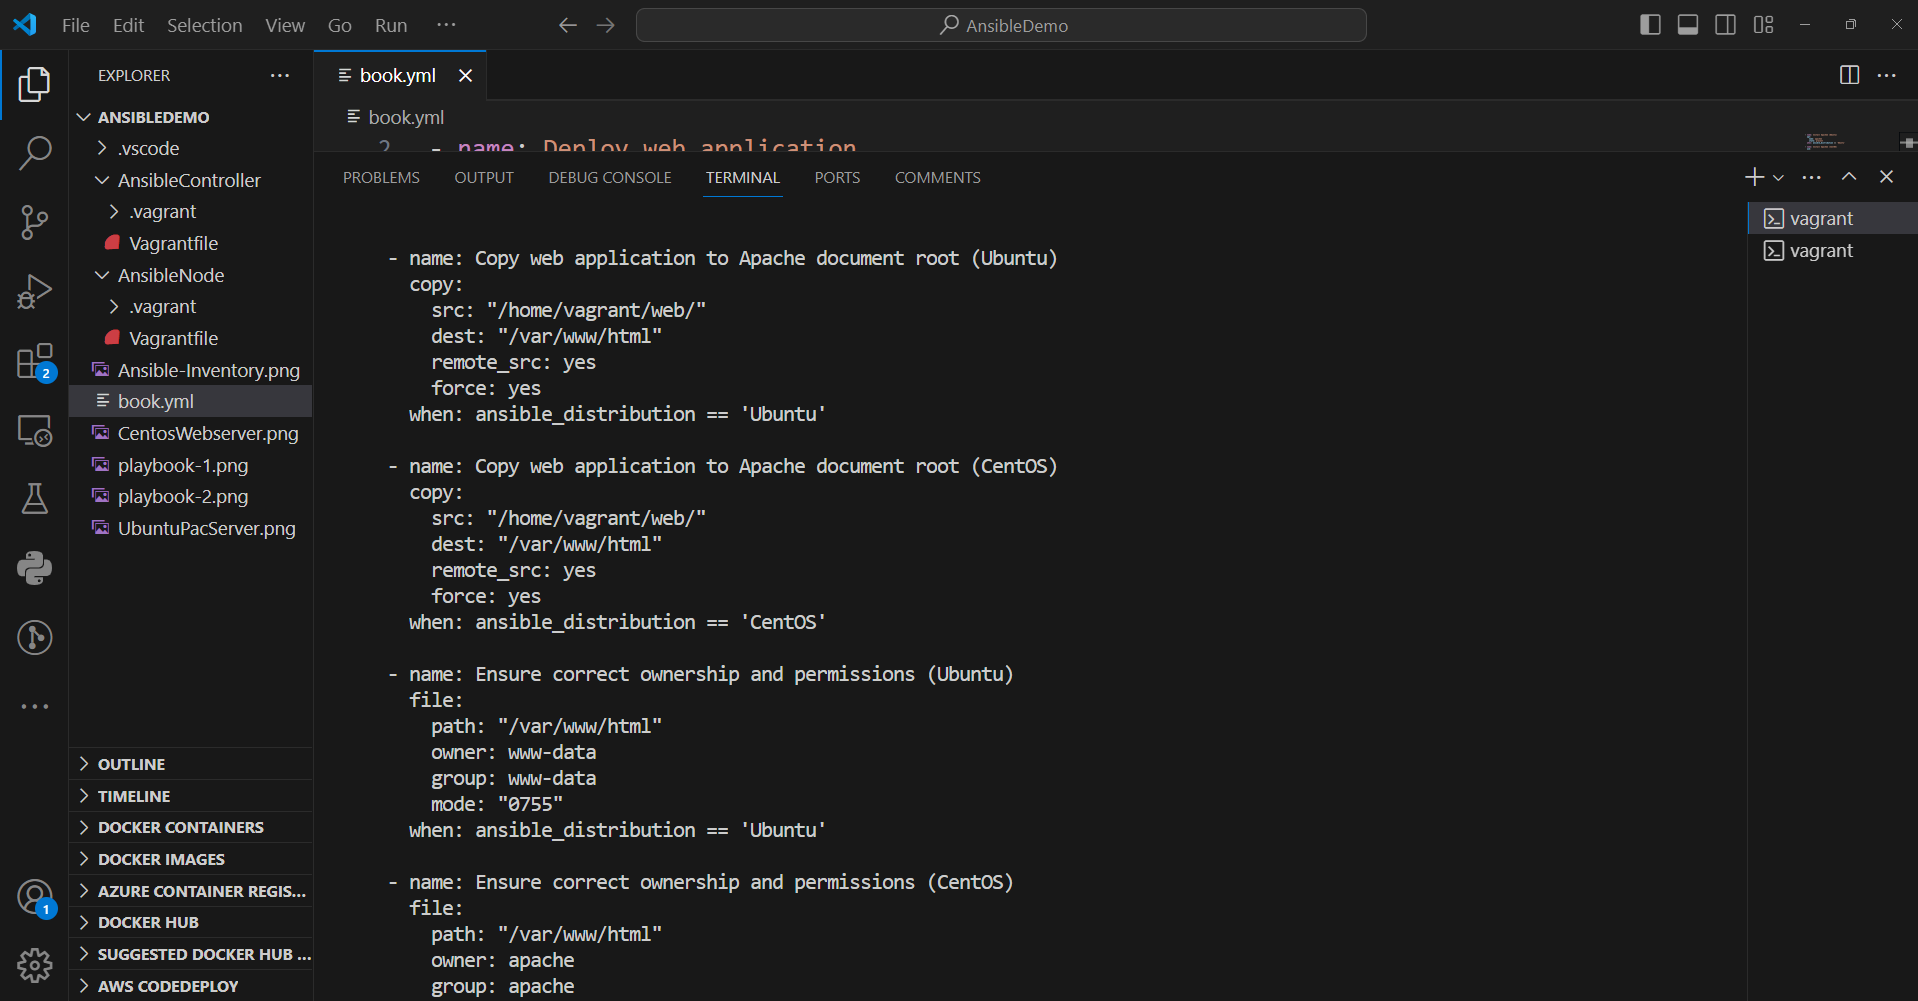 File Edit Selection View Go Run ···
AnsibleDemo
EXPLORER ···
ANSIBLEDEMO
.vscode
AnsibleController
.vagrant
Vagrantfile
AnsibleNode
.vagrant
Vagrantfile
Ansible-Inventory.png
book.yml
CentosWebserver.png
playbook-1.png
playbook-2.png
UbuntuPacServer.png
OUTLINE
TIMELINE
DOCKER CONTAINERS
DOCKER IMAGES
AZURE CONTAINER REGIS...
DOCKER HUB
SUGGESTED DOCKER HUB ...
AWS CODEDEPLOY
2
1
book.yml
book.yml
2 - name: Deploy web application
PROBLEMS OUTPUT DEBUG CONSOLE TERMINAL PORTS COMMENTS
- name: Copy web application to Apache document root (Ubuntu)
copy:
src: "/home/vagrant/web/"
dest: "/var/www/html"
remote_src: yes
force: yes
when: ansible_distribution == 'Ubuntu'
- name: Copy web application to Apache document root (CentOS)
copy:
src: "/home/vagrant/web/"
dest: "/var/www/html"
remote_src: yes
force: yes
when: ansible_distribution == 'CentOS'
- name: Ensure correct ownership and permissions (Ubuntu)
file:
path: "/var/www/html"
owner: www-data
group: www-data
mode: "0755"
when: ansible_distribution == 'Ubuntu'
- name: Ensure correct ownership and permissions (CentOS)
file:
path: "/var/www/html"
owner: apache
group: apache
vagrant
vagrant